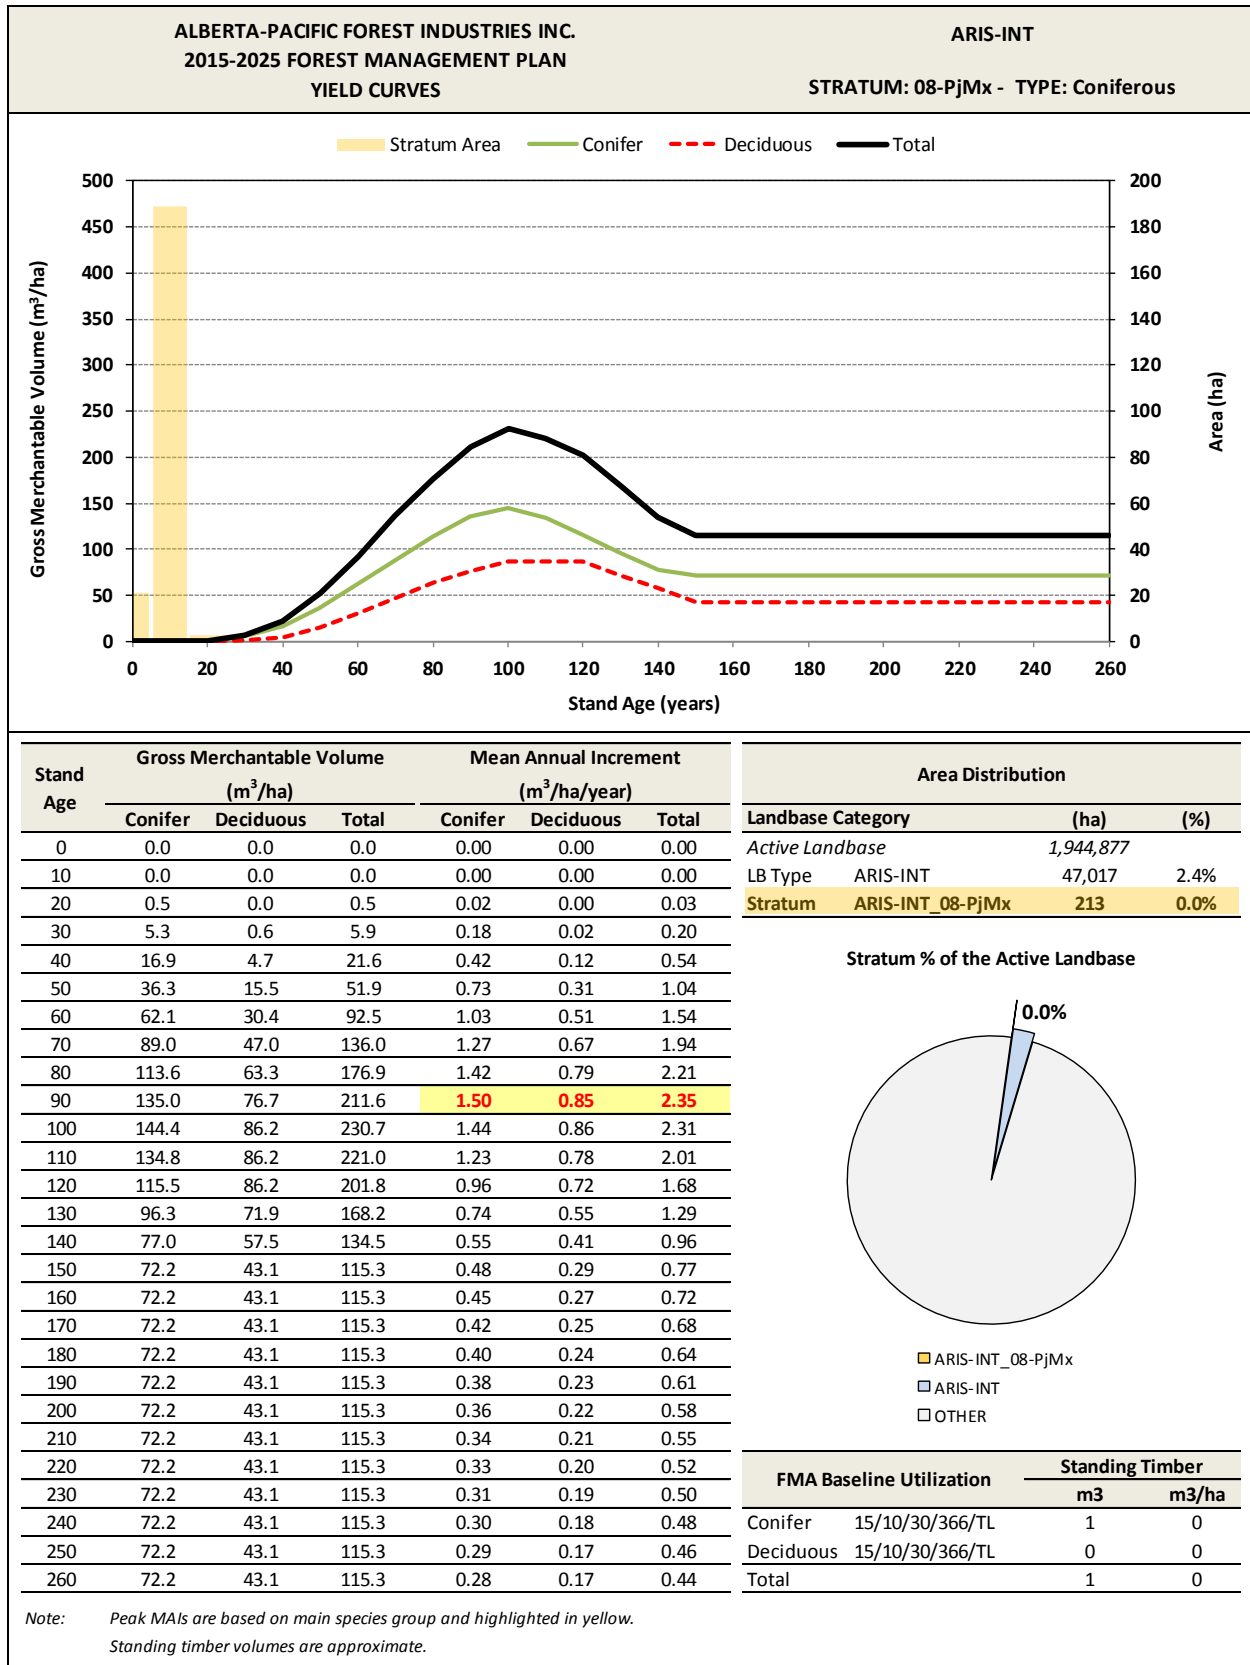 ALBERTA-PACIFIC FOREST INDUSTRIES INC.
2015-2025 FOREST MANAGEMENT PLAN
YIELD CURVES
ARIS-INT
STRATUM: 08-PjMx - TYPE: Coniferous
Stratum Area Conifer Deciduous Total
500 200
450 180
400 160
350 140
300 120
250 100
200 80
150 60
100 40
50 20
0 0
Gross Merchantable Volume (m³/ha)
Area (ha)
0 20 40 60 80 100 120 140 160 180 200 220 240 260
Stand Age (years)
Stand Age Gross Merchantable Volume (m³/ha) Mean Annual Increment (m³/ha/year)
Conifer Deciduous Total Conifer Deciduous Total
0 0.0 0.0 0.0 0.00 0.00 0.00
10 0.0 0.0 0.0 0.00 0.00 0.00
20 0.5 0.0 0.5 0.02 0.00 0.03
30 5.3 0.6 5.9 0.18 0.02 0.20
40 16.9 4.7 21.6 0.42 0.12 0.54
50 36.3 15.5 51.9 0.73 0.31 1.04
60 62.1 30.4 92.5 1.03 0.51 1.54
70 89.0 47.0 136.0 1.27 0.67 1.94
80 113.6 63.3 176.9 1.42 0.79 2.21
90 135.0 76.7 211.6 1.50 0.85 2.35
100 144.4 86.2 230.7 1.44 0.86 2.31
110 134.8 86.2 221.0 1.23 0.78 2.01
120 115.5 86.2 201.8 0.96 0.72 1.68
130 96.3 71.9 168.2 0.74 0.55 1.29
140 77.0 57.5 134.5 0.55 0.41 0.96
150 72.2 43.1 115.3 0.48 0.29 0.77
160 72.2 43.1 115.3 0.45 0.27 0.72
170 72.2 43.1 115.3 0.42 0.25 0.68
180 72.2 43.1 115.3 0.40 0.24 0.64
190 72.2 43.1 115.3 0.38 0.23 0.61
200 72.2 43.1 115.3 0.36 0.22 0.58
210 72.2 43.1 115.3 0.34 0.21 0.55
220 72.2 43.1 115.3 0.33 0.20 0.52
230 72.2 43.1 115.3 0.31 0.19 0.50
240 72.2 43.1 115.3 0.30 0.18 0.48
250 72.2 43.1 115.3 0.29 0.17 0.46
260 72.2 43.1 115.3 0.28 0.17 0.44
Area Distribution
Landbase Category (ha) (%)
Active Landbase 1,944,877
LB Type ARIS-INT 47,017 2.4%
Stratum ARIS-INT_08-PjMx 213 0.0%
Stratum % of the Active Landbase
0.0%
ARIS-INT_08-PjMx
ARIS-INT
OTHER
FMA Baseline Utilization Standing Timber
m3 m3/ha
Conifer 15/10/30/366/TL 1 0
Deciduous 15/10/30/366/TL 0 0
Total 1 0
Note: Peak MAIs are based on main species group and highlighted in yellow.
Standing timber volumes are approximate.